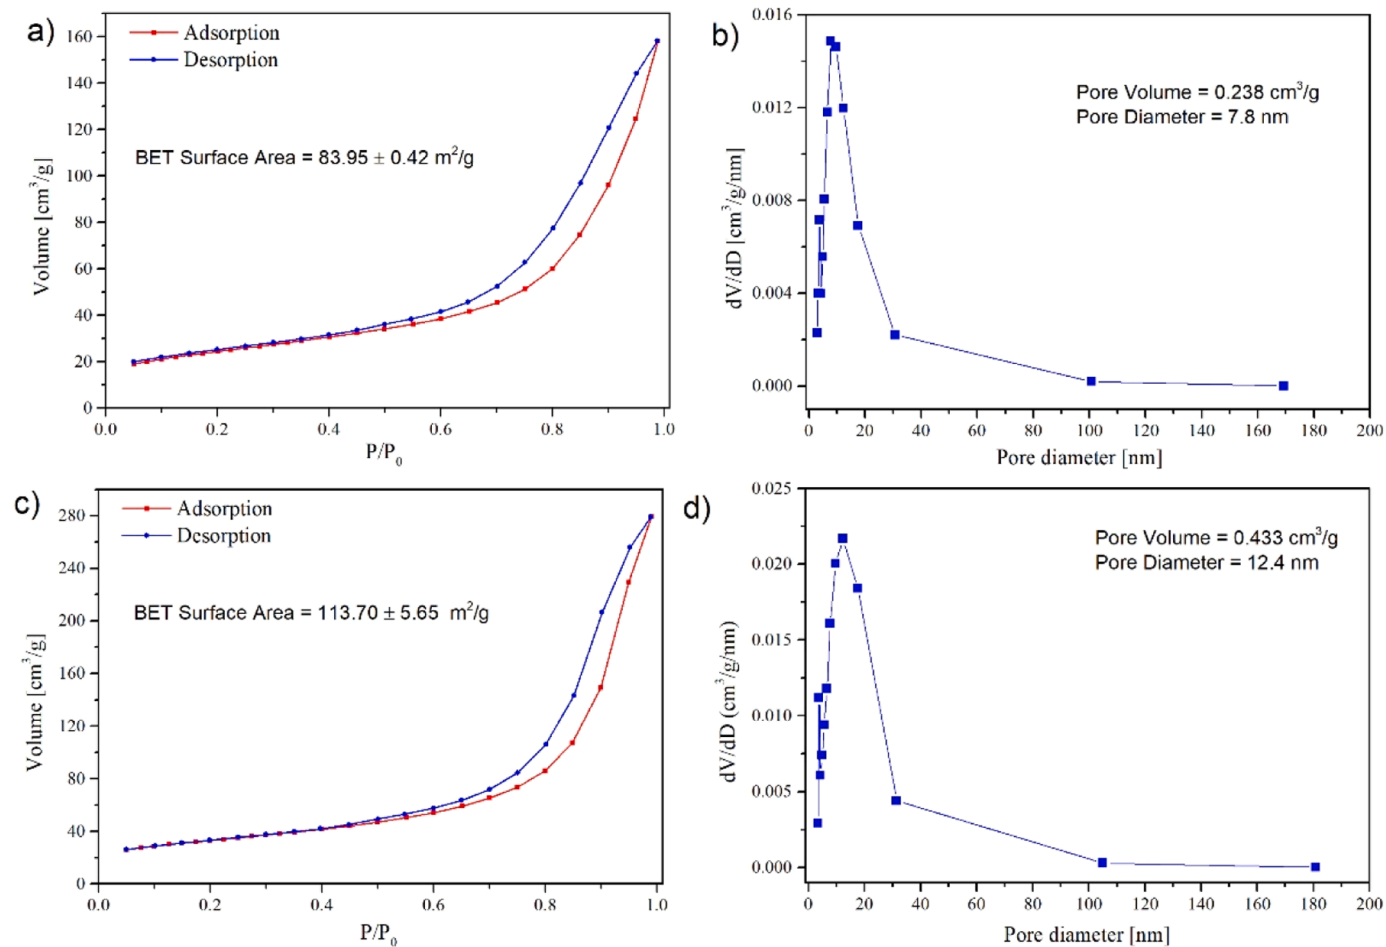 a)
Adsorption
Desorption
BET Surface Area = 83.95 ± 0.42 m²/g
Volume [cm³/g]
160
140
120
100
80
60
40
20
0
0.0 0.2 0.4 0.6 0.8 1.0
P/P₀
b)
Pore Volume = 0.238 cm³/g
Pore Diameter = 7.8 nm
dV/dD [cm³/g/nm]
0.016
0.012
0.008
0.004
0.000
0 20 40 60 80 100 120 140 160 180 200
Pore diameter [nm]
c)
Adsorption
Desorption
BET Surface Area = 113.70 ± 5.65 m²/g
Volume [cm³/g]
280
240
200
160
120
80
40
0
0.0 0.2 0.4 0.6 0.8 1.0
P/P₀
d)
Pore Volume = 0.433 cm³/g
Pore Diameter = 12.4 nm
dV/dD (cm³/g/nm)
0.025
0.020
0.015
0.010
0.005
0.000
0 20 40 60 80 100 120 140 160 180 200
Pore diameter [nm]